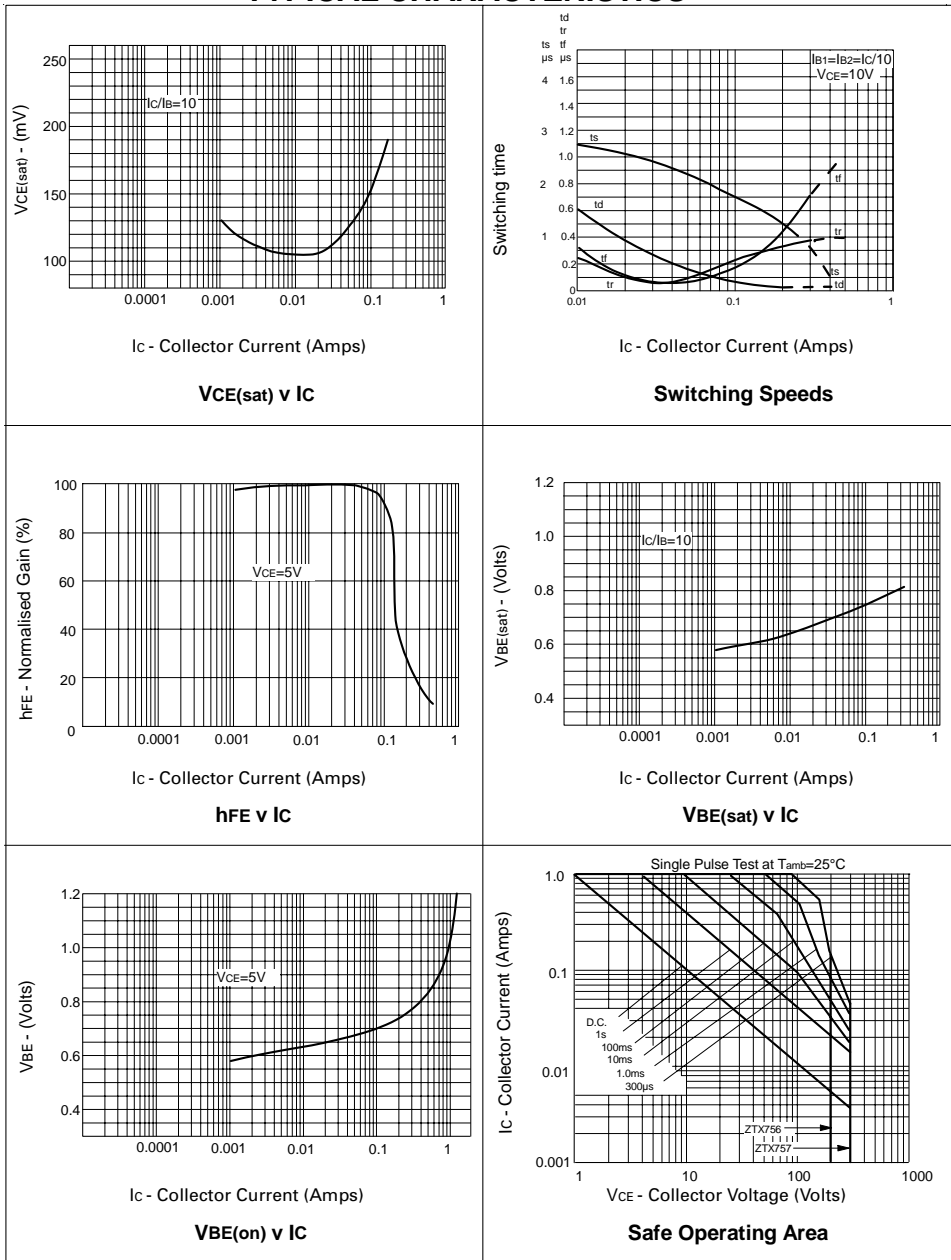 TYPICAL CHARACTERISTICS
250
200
150
100
VCE(sat) - (mV)
IC/IB=10
0.0001
0.001
0.01
0.1
1
IC - Collector Current (Amps)
VCE(sat) v IC
td
tr
ts tf
µs µs
4 1.6
1.4
3 1.2
1.0
2 0.8
0.6
1 0.4
0.2
0
Switching time
IB1=IB2=IC/10
VCE=10V
ts
td
tf
tr
tf
tr
ts
td
0.01
0.1
1
IC - Collector Current (Amps)
Switching Speeds
100
80
60
40
20
0
hFE - Normalised Gain (%)
VCE=5V
0.0001
0.001
0.01
0.1
1
IC - Collector Current (Amps)
hFE v IC
1.2
1.0
0.8
0.6
0.4
VBE(sat) - (Volts)
IC/IB=10
0.0001
0.001
0.01
0.1
1
IC - Collector Current (Amps)
VBE(sat) v IC
1.2
1.0
0.8
0.6
0.4
VBE - (Volts)
VCE=5V
0.0001
0.001
0.01
0.1
1
IC - Collector Current (Amps)
VBE(on) v IC
Single Pulse Test at Tamb=25°C
1.0
0.1
0.01
0.001
IC - Collector Current (Amps)
D.C.
1s
100ms
10ms
1.0ms
300µs
ZTX756
ZTX757
1
10
100
1000
VCE - Collector Voltage (Volts)
Safe Operating Area